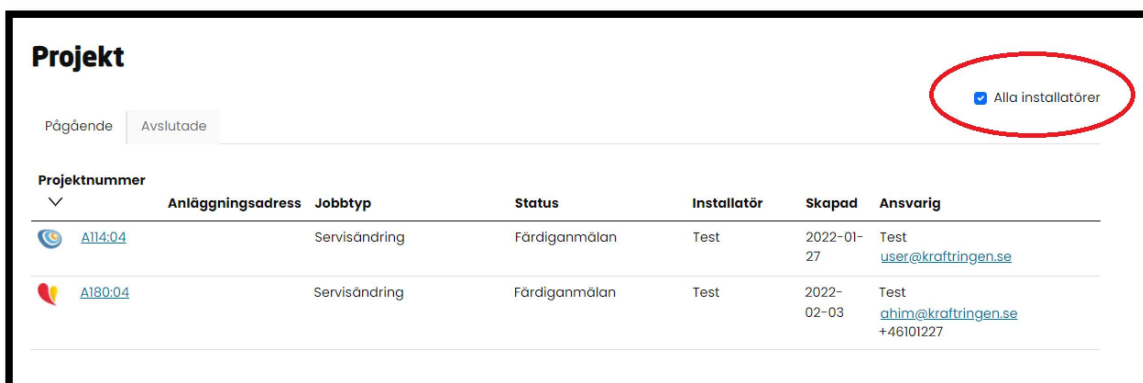 Projekt
Alla installatörer
Pågående Avslutade
Projektnummer
Anläggningsadress Jobbtyp Status Installatör Skapad Ansvarig
A114:04 Servisändring Färdiganmälan Test 2022-01- Test
27 user@kraftringen.se
A180:04 Servisändring Färdiganmälan Test 2022- Test
02-03 ahim@kraftringen.se
+46101227